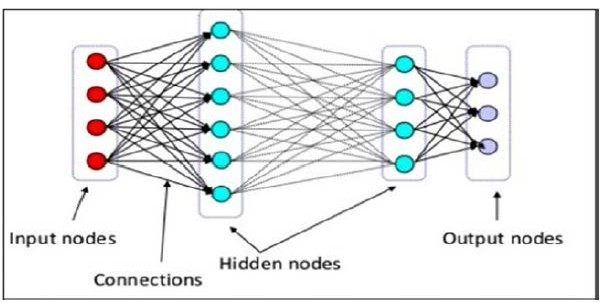 Input nodes
Connections
Hidden nodes
Output nodes